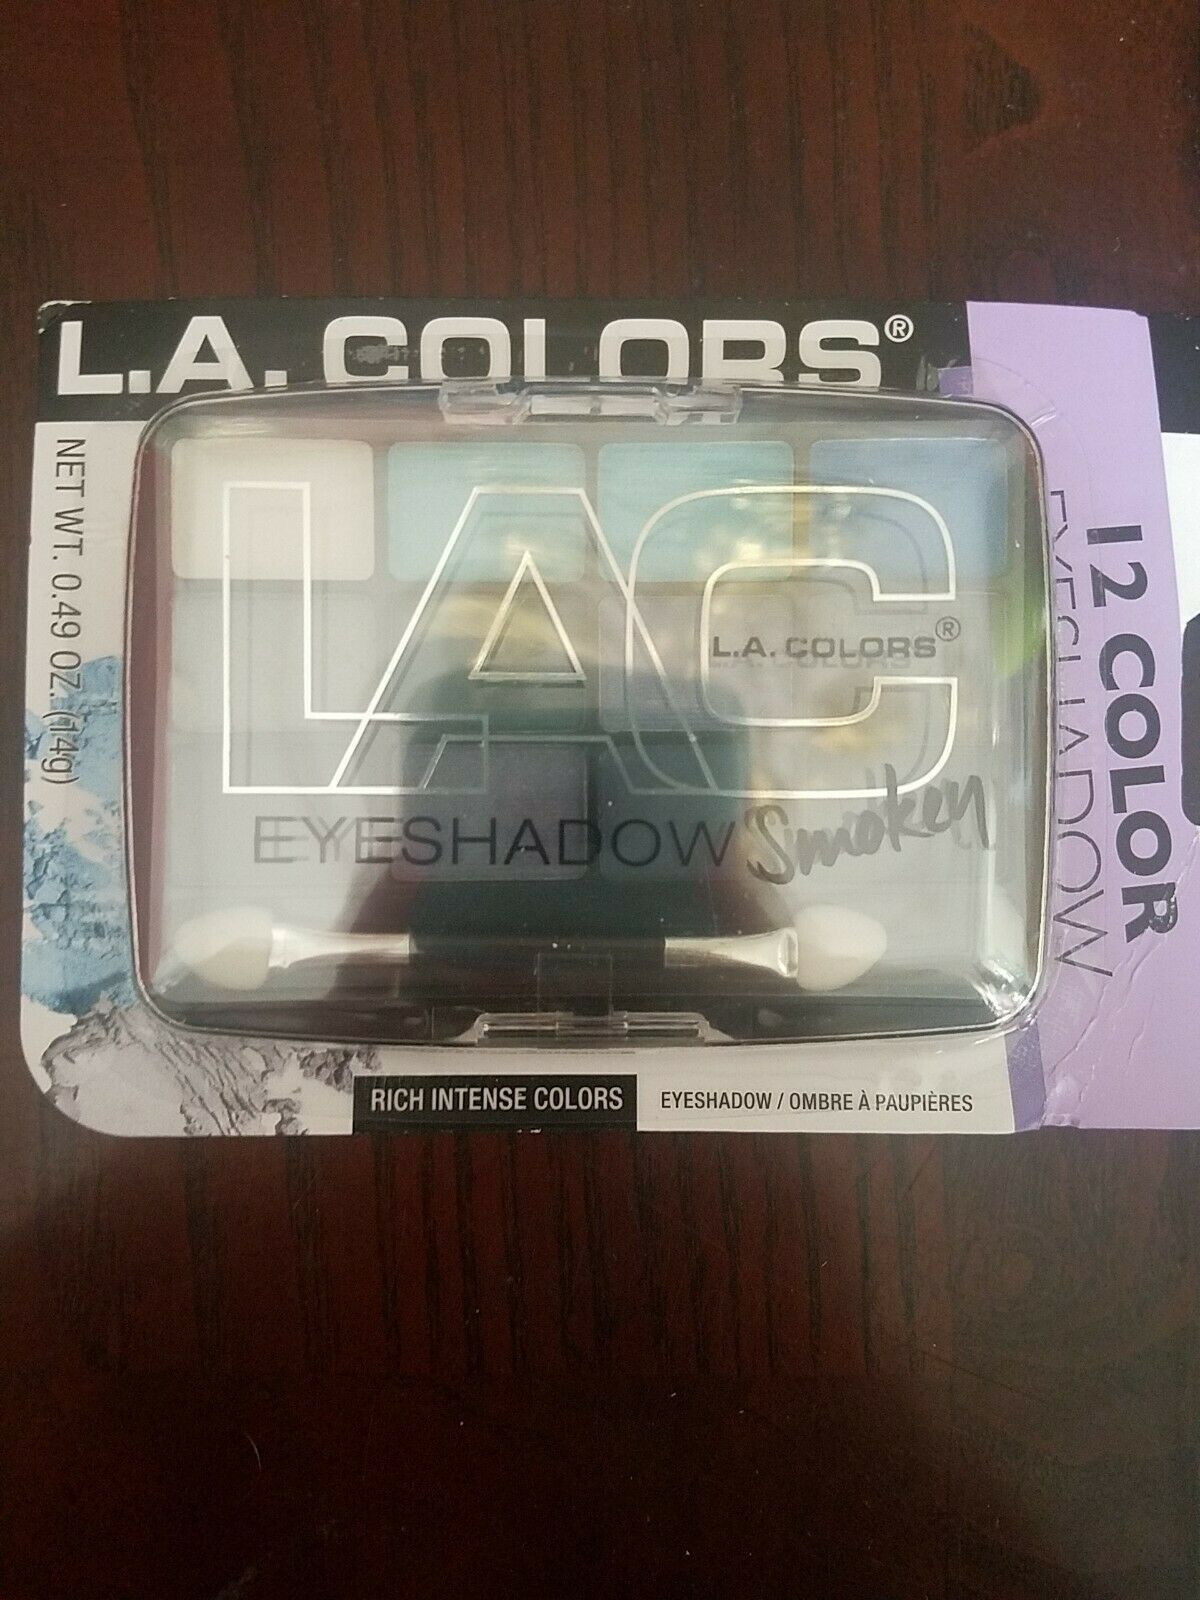 L.A. COLORS®
NET WT. 0.49 OZ. (14g)
LAC
L.A. COLORS®
EYESHADOW
Smokey
12 COLOR
EYESHADOW
RICH INTENSE COLORS
EYESHADOW / OMBRE À PAUPIÈRES